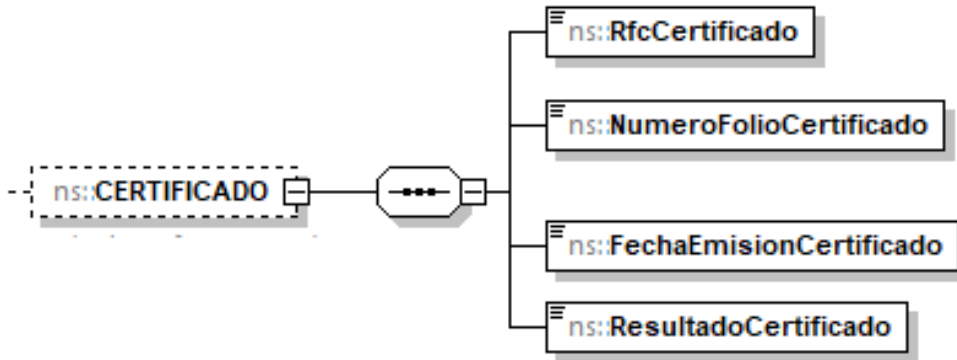 ns:RfcCertificado
ns:NumeroFolioCertificado
ns:CERTIFICADO
ns:FechaEmisionCertificado
ns:ResultadoCertificado